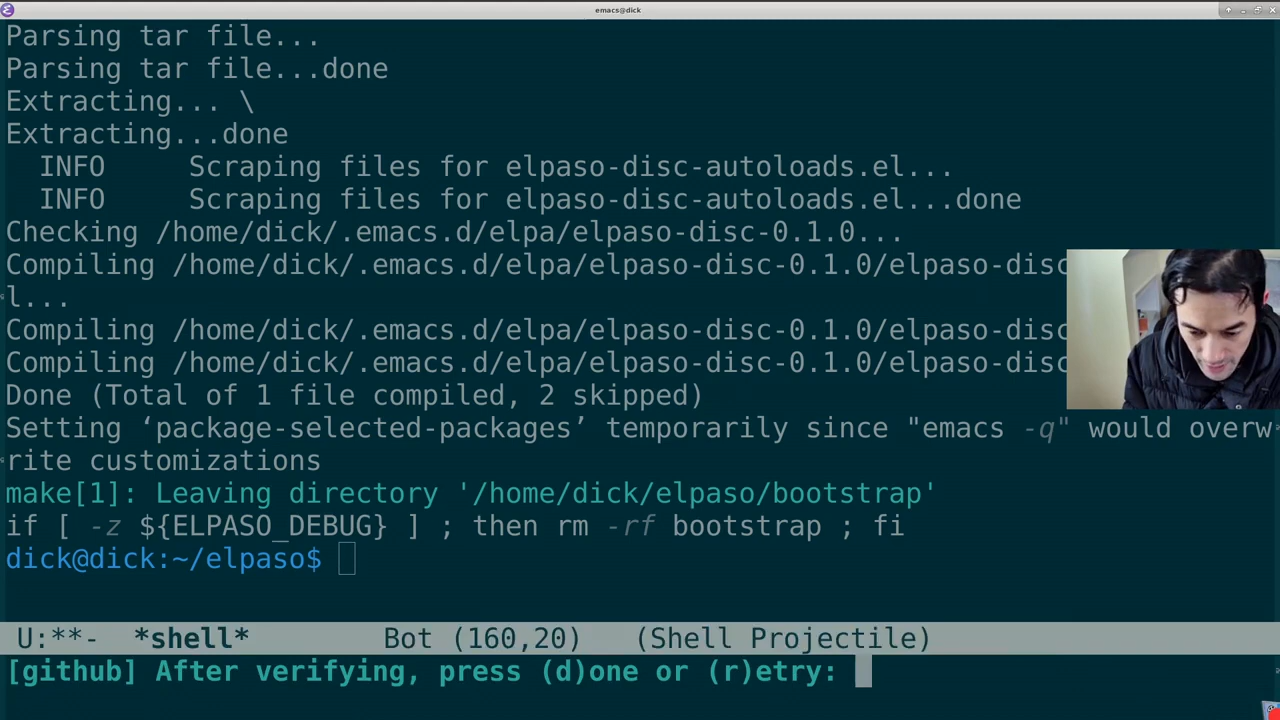 emacs@dick
Parsing tar file...
Parsing tar file...done
Extracting... \
Extracting...done
INFO Scraping files for elpaso-disc-autoloads.el...
INFO Scraping files for elpaso-disc-autoloads.el...done
Checking /home/dick/.emacs.d/elpa/elpaso-disc-0.1.0...
Compiling /home/dick/.emacs.d/elpa/elpaso-disc-0.1.0/elpaso-disc
l...
Compiling /home/dick/.emacs.d/elpa/elpaso-disc-0.1.0/elpaso-disc
Compiling /home/dick/.emacs.d/elpa/elpaso-disc-0.1.0/elpaso-disc
Done (Total of 1 file compiled, 2 skipped)
Setting ‘package-selected-packages’ temporarily since "emacs -q" would overw
rite customizations
make[1]: Leaving directory '/home/dick/elpaso/bootstrap'
if [ -z ${ELPASO_DEBUG} ] ; then rm -rf bootstrap ; fi
dick@dick:~/elpaso$
U:**- *shell* Bot (160,20) (Shell Projectile)
[github] After verifying, press (d)one or (r)etry: